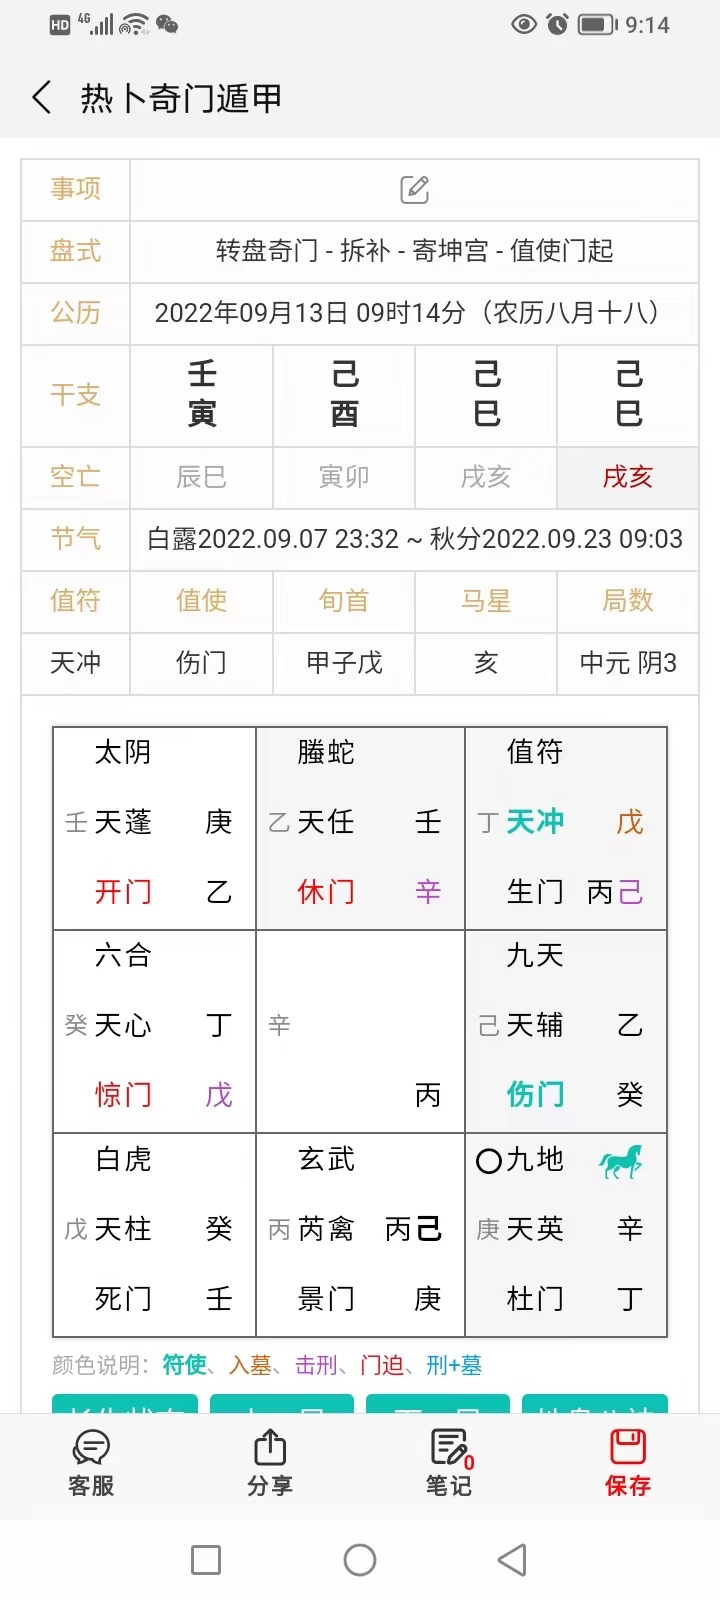 HD 4G 9:14
热卜奇门遁甲
事项
盘式 转盘奇门 - 拆补 - 寄坤宫 - 值使门起
公历 2022年09月13日 09时14分（农历八月十八）
干支 壬 己 己 己
寅 酉 巳 巳
空亡 辰巳 寅卯 戌亥 戌亥
节气 白露2022.09.07 23:32 ~ 秋分2022.09.23 09:03
值符 值使 旬首 马星 局数
天冲 伤门 甲子戊 亥 中元 阴3
太阴 螣蛇 值符
壬 天蓬 庚 乙 天任 壬 丁 天冲 戊
开门 乙 休门 辛 生门 丙己
六合 九天
癸 天心 丁 辛 己 天辅 乙
惊门 戊 丙 伤门 癸
白虎 玄武 九地
戊 天柱 癸 丙 芮禽 丙己 庚 天英 辛
死门 壬 景门 庚 杜门 丁
颜色说明：符使、入墓、击刑、门迫、刑+墓
客服 分享 笔记 0 保存